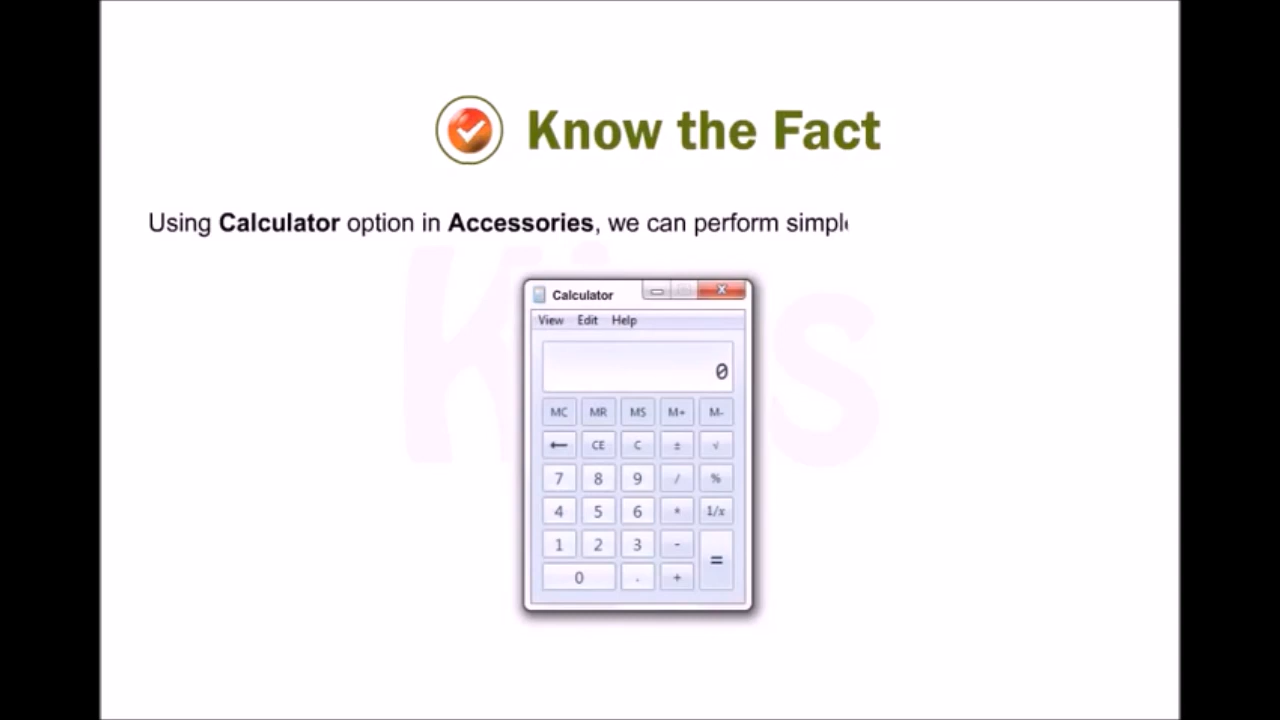 Know the Fact
Using Calculator option in Accessories, we can perform
Calculator
View Edit Help
0
MC MR MS M+ M-
← CE C ± √
7 8 9 / %
4 5 6 * 1/x
1 2 3 - =
0 . +